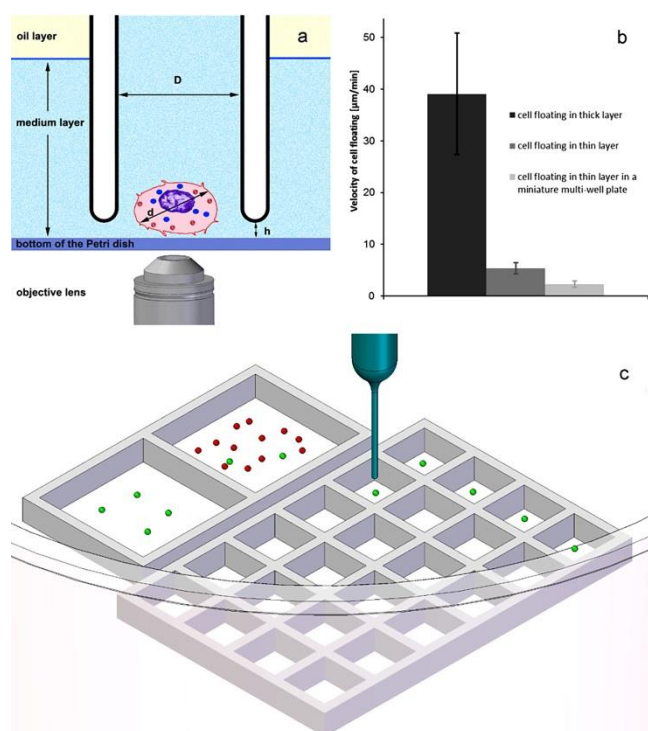 oil layer
a
D
medium layer
d
h
bottom of the Petri dish
objective lens
b
Velocity of cell floating [µm/min]
50
40
30
20
10
0
cell floating in thick layer
cell floating in thin layer
cell floating in thin layer in a
miniature multi-well plate
c